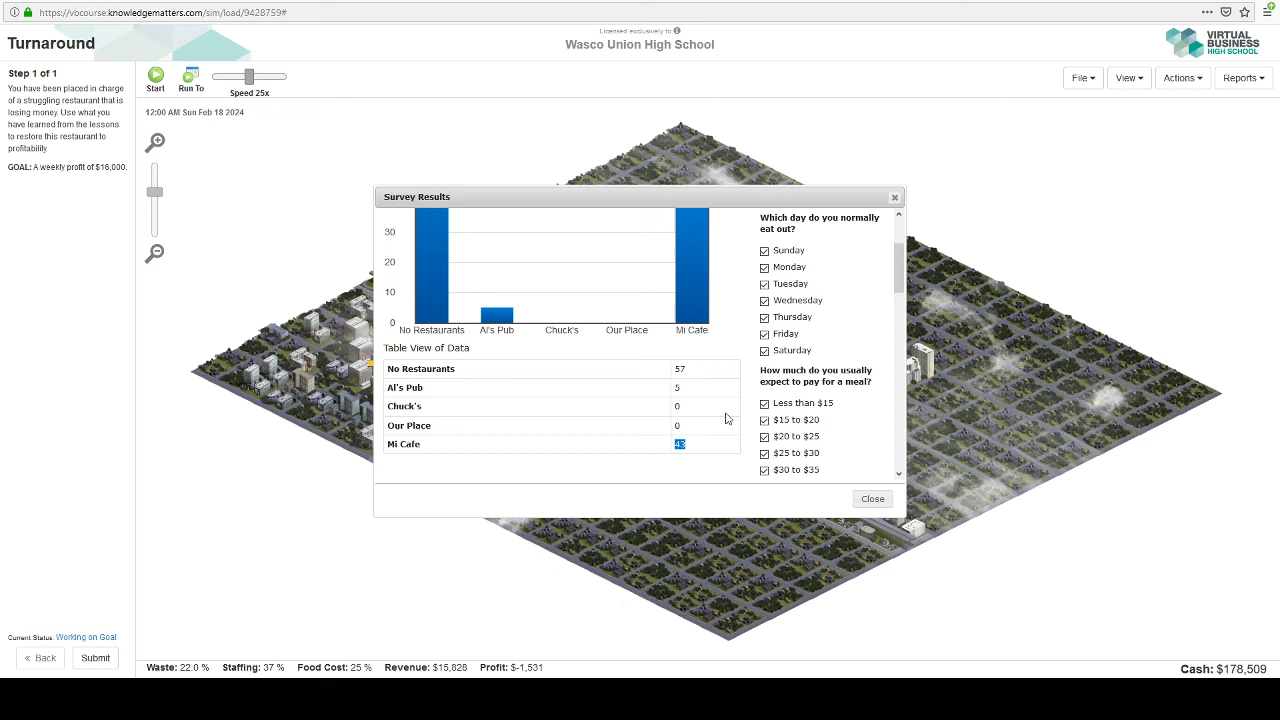 https://vbcourse.knowledgematters.com/sim/load/9428759#
Turnaround
Licensed exclusively to
Wasco Union High School
VIRTUAL
BUSINESS
HIGH SCHOOL
Step 1 of 1
You have been placed in charge
of a struggling restaurant that is
losing money. Use what you
have learned from the lessons
to restore this restaurant to
profitability.
GOAL: A weekly profit of $16,000.
Start
Run To
Speed 25x
File
View
Actions
Reports
12:00 AM Sun Feb 18 2024
Survey Results
30
20
10
0
No Restaurants
Al's Pub
Chuck's
Our Place
Mi Cafe
Table View of Data
No Restaurants 57
Al's Pub 5
Chuck's 0
Our Place 0
Mi Cafe 43
Which day do you normally
eat out?
Sunday
Monday
Tuesday
Wednesday
Thursday
Friday
Saturday
How much do you usually
expect to pay for a meal?
Less than $15
$15 to $20
$20 to $25
$25 to $30
$30 to $35
Close
Current Status: Working on Goal
« Back
Submit
Waste: 22.0 % Staffing: 37 % Food Cost: 25 % Revenue: $15,828 Profit: $-1,531
Cash: $178,509